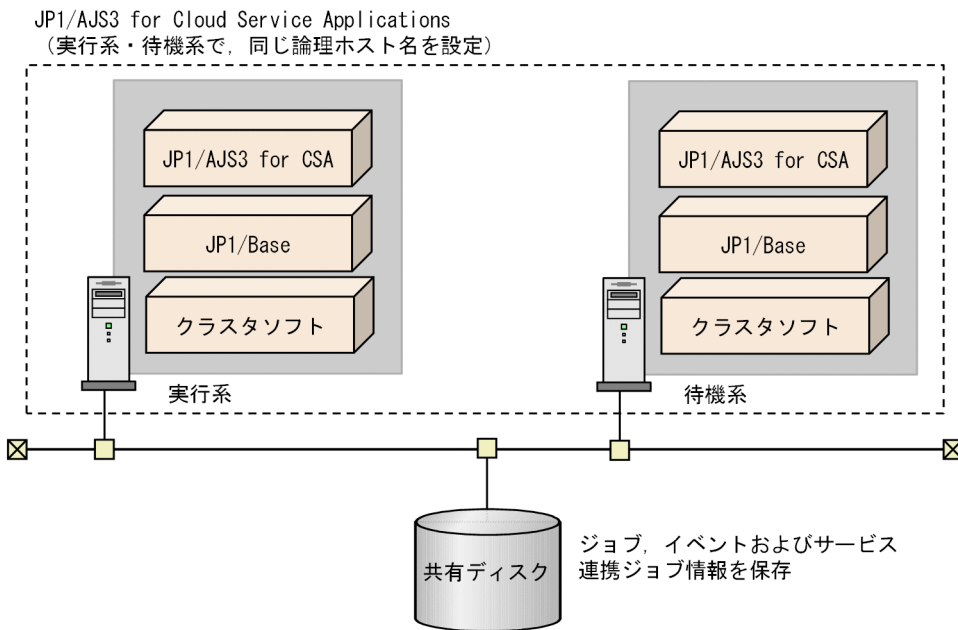 JP1/AJS3 for Cloud Service Applications
（実行系・待機系で，同じ論理ホスト名を設定）
JP1/AJS3 for CSA
JP1/Base
クラスタソフト
実行系
JP1/AJS3 for CSA
JP1/Base
クラスタソフト
待機系
共有ディスク
ジョブ，イベントおよびサービス
連携ジョブ情報を保存